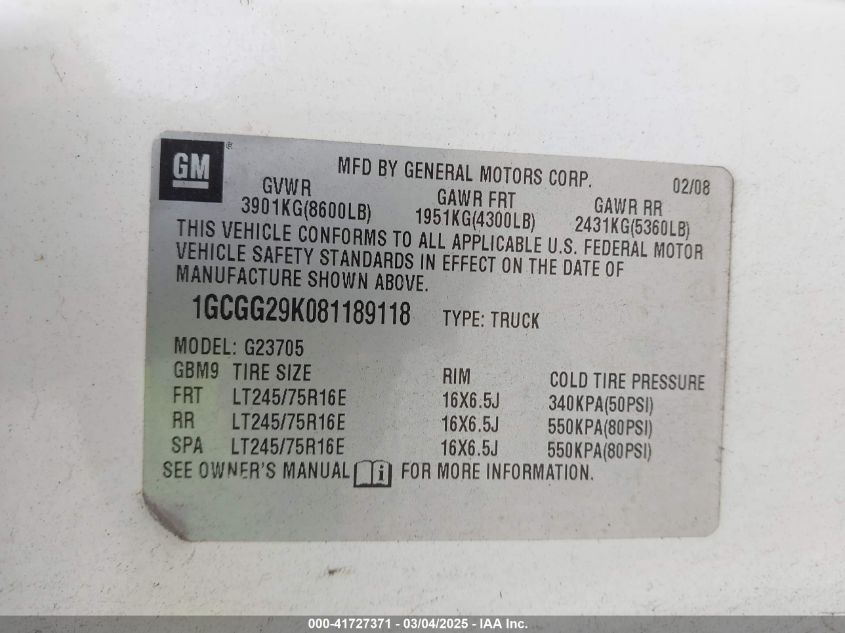 GM ®
MFD BY GENERAL MOTORS CORP. 02/08
GVWR GAWR FRT GAWR RR
3901KG(8600LB) 1951KG(4300LB) 2431KG(5360LB)
THIS VEHICLE CONFORMS TO ALL APPLICABLE U.S. FEDERAL MOTOR
VEHICLE SAFETY STANDARDS IN EFFECT ON THE DATE OF
MANUFACTURE SHOWN ABOVE.
1GCGG29K081189118 TYPE: TRUCK
MODEL: G23705
GBM9 TIRE SIZE RIM COLD TIRE PRESSURE
FRT LT245/75R16E 16X6.5J 340KPA(50PSI)
RR LT245/75R16E 16X6.5J 550KPA(80PSI)
SPA LT245/75R16E 16X6.5J 550KPA(80PSI)
SEE OWNER'S MANUAL i FOR MORE INFORMATION.
000-41727371 - 03/04/2025 - IAA Inc.